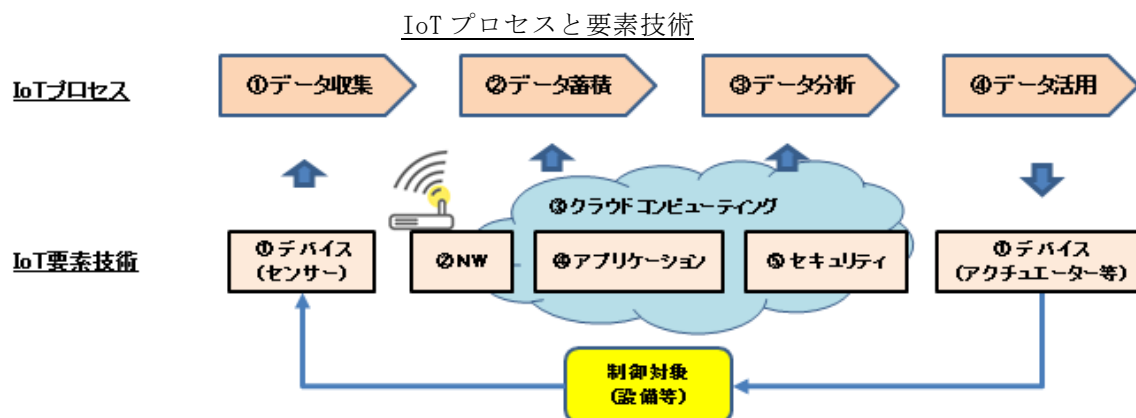 IoTプロセスと要素技術
IoTプロセス
①データ収集
②データ蓄積
③データ分析
④データ活用
③クラウドコンピューティング
IoT要素技術
①デバイス
(センサー)
②NW
④アプリケーション
⑤セキュリティ
①デバイス
(アクチュエーター等)
制御対象
(設備等)